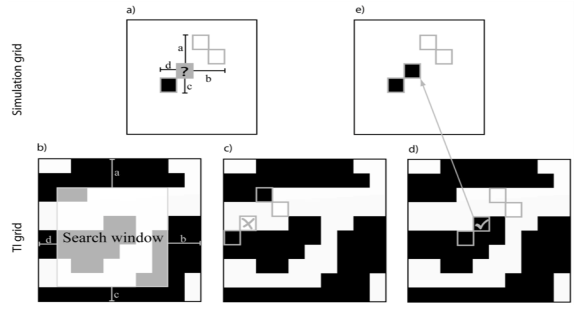 a)
e)
Simulation grid
a
d
?
b
c
b)
c)
d)
TI grid
a
d
Search window
b
c